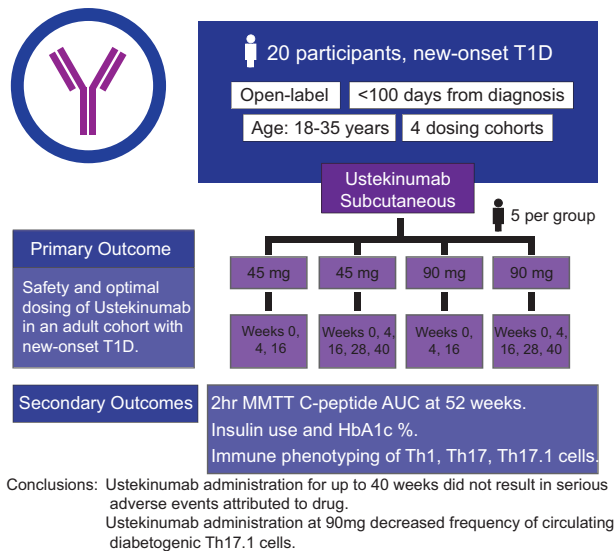 20 participants, new-onset T1D
Open-label
<100 days from diagnosis
Age: 18-35 years
4 dosing cohorts
Ustekinumab
Subcutaneous
5 per group
Primary Outcome
Safety and optimal
dosing of Ustekinumab
in an adult cohort with
new-onset T1D.
45 mg
45 mg
90 mg
90 mg
Weeks 0,
4, 16
Weeks 0, 4,
16, 28, 40
Weeks 0,
4, 16
Weeks 0, 4,
16, 28, 40
Secondary Outcomes
2hr MMTT C-peptide AUC at 52 weeks.
Insulin use and HbA1c %.
Immune phenotyping of Th1, Th17, Th17.1 cells.
Conclusions: Ustekinumab administration for up to 40 weeks did not result in serious
adverse events attributed to drug.
Ustekinumab administration at 90mg decreased frequency of circulating
diabetogenic Th17.1 cells.